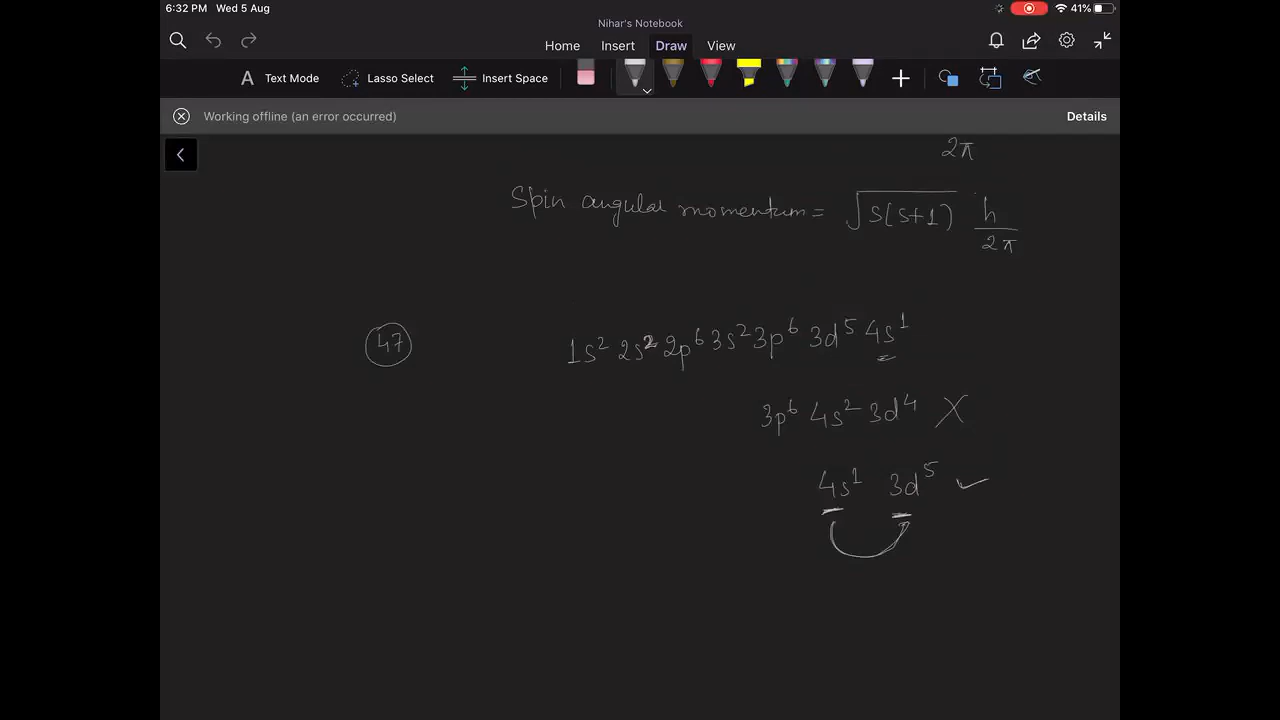 6:32 PM Wed 5 Aug
41%
Nihar's Notebook
Home Insert Draw View
A Text Mode Lasso Select Insert Space
Working offline (an error occurred) Details
2π
Spin angular momentum = √s(s+1) h/2π
47 1s² 2s² 2p⁶ 3s² 3p⁶ 3d⁵ 4s¹
3p⁶ 4s² 3d⁴ X
4s¹ 3d⁵ ✓